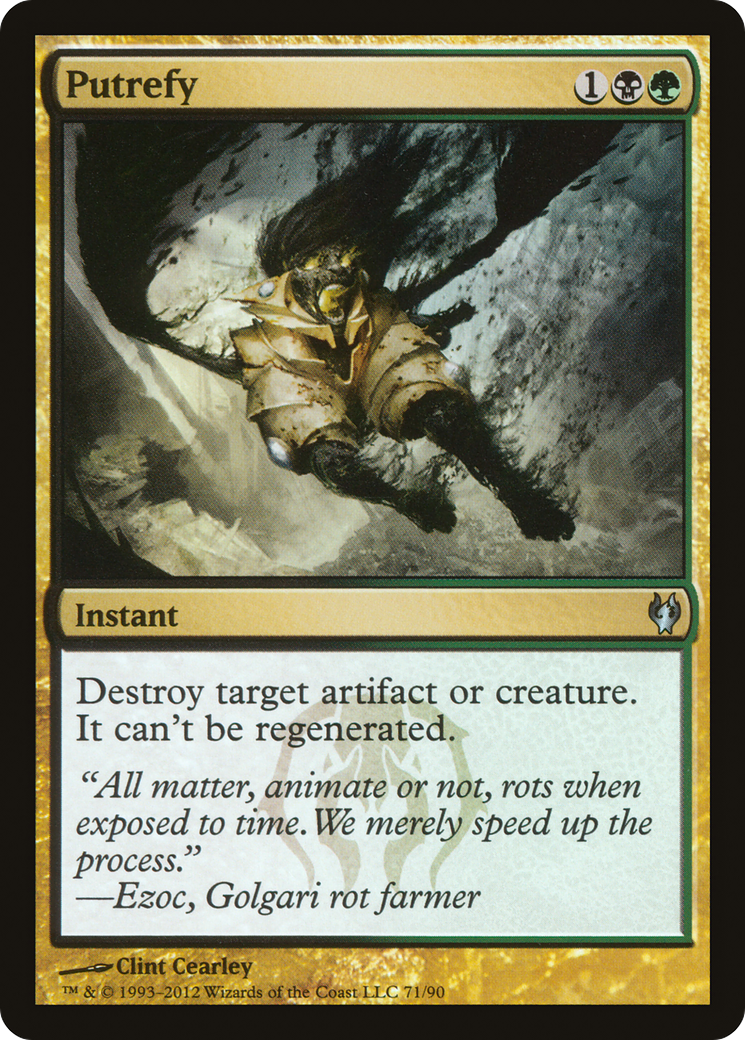 Putrefy 1
Instant
Destroy target artifact or creature.
It can't be regenerated.
“All matter, animate or not, rots when
exposed to time. We merely speed up the
process.”
—Ezoc, Golgari rot farmer
Clint Cearley
™ & © 1993–2012 Wizards of the Coast LLC 71/90